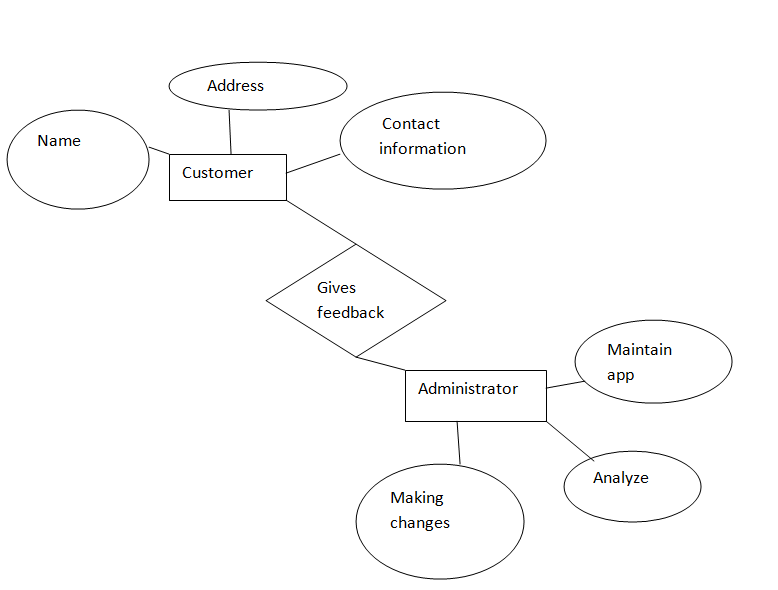 Address
Name
Contact
information
Customer
Gives
feedback
Maintain
app
Administrator
Analyze
Making
changes